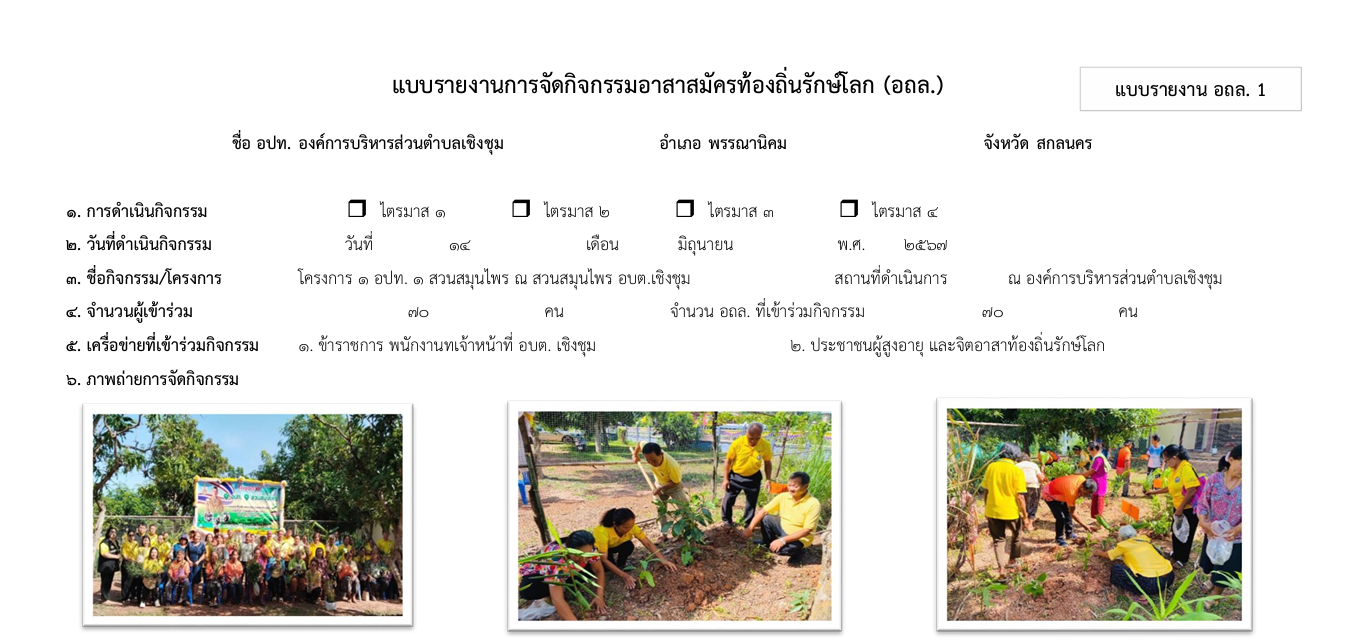 แบบรายงานการจัดกิจกรรมอาสาสมัครท้องถิ่นรักษ์โลก (อถล.)
แบบรายงาน อถล. 1
ชื่อ อปท. องค์การบริหารส่วนตำบลเชิงชุม อำเภอ พรรณานิคม จังหวัด สกลนคร
๑. การดำเนินกิจกรรม ❒ ไตรมาส ๑ ❒ ไตรมาส ๒ ❒ ไตรมาส ๓ ❒ ไตรมาส ๔
๒. วันที่ดำเนินกิจกรรม วันที่ ๑๔ เดือน มิถุนายน พ.ศ. ๒๕๖๗
๓. ชื่อกิจกรรม/โครงการ โครงการ ๑ อปท. ๑ สวนสมุนไพร ณ สวนสมุนไพร อบต.เชิงชุม สถานที่ดำเนินการ ณ องค์การบริหารส่วนตำบลเชิงชุม
๔. จำนวนผู้เข้าร่วม ๗๐ คน จำนวน อถล. ที่เข้าร่วมกิจกรรม ๗๐ คน
๕. เครื่อข่ายที่เข้าร่วมกิจกรรม ๑. ข้าราชการ พนักงานทเจ้าหน้าที่ อบต. เชิงชุม ๒. ประชาชนผู้สูงอายุ และจิตอาสาท้องถิ่นรักษ์โลก
๖. ภาพถ่ายการจัดกิจกรรม